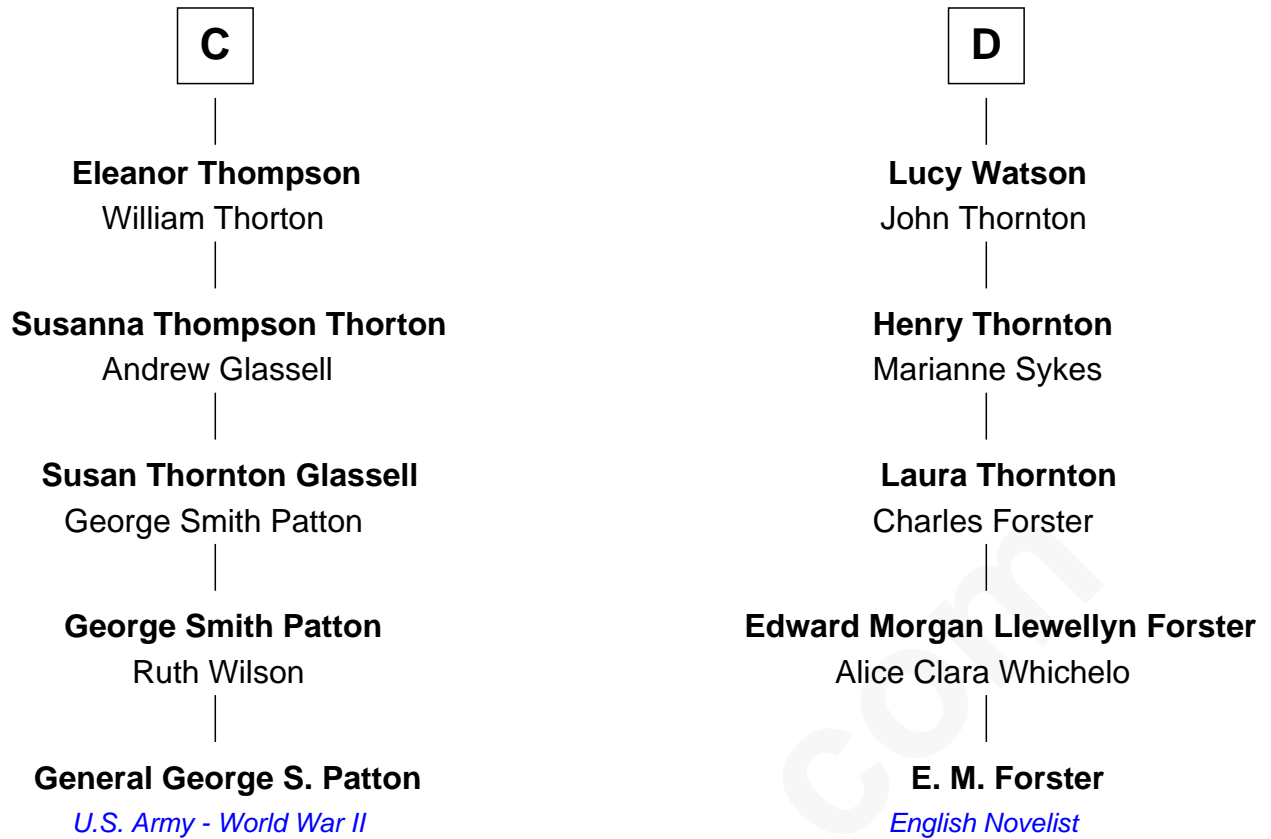 C
Eleanor Thompson
William Thorton
Susanna Thompson Thorton
Andrew Glassell
Susan Thornton Glassell
George Smith Patton
George Smith Patton
Ruth Wilson
General George S. Patton
U.S. Army - World War II
D
Lucy Watson
John Thornton
Henry Thornton
Marianne Sykes
Laura Thornton
Charles Forster
Edward Morgan Llewellyn Forster
Alice Clara Whichelo
E. M. Forster
English Novelist
com